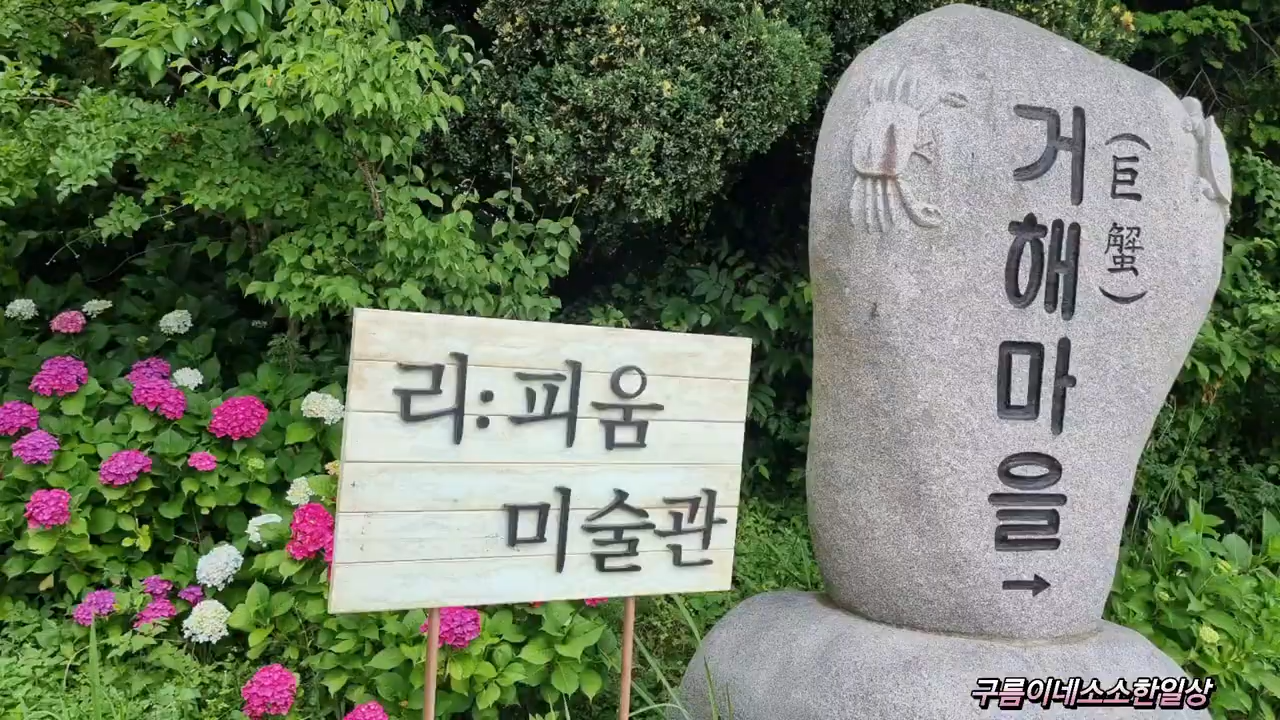 리:피움
미술관
거해마을
(巨蟹)
→
구름이네소소한일상